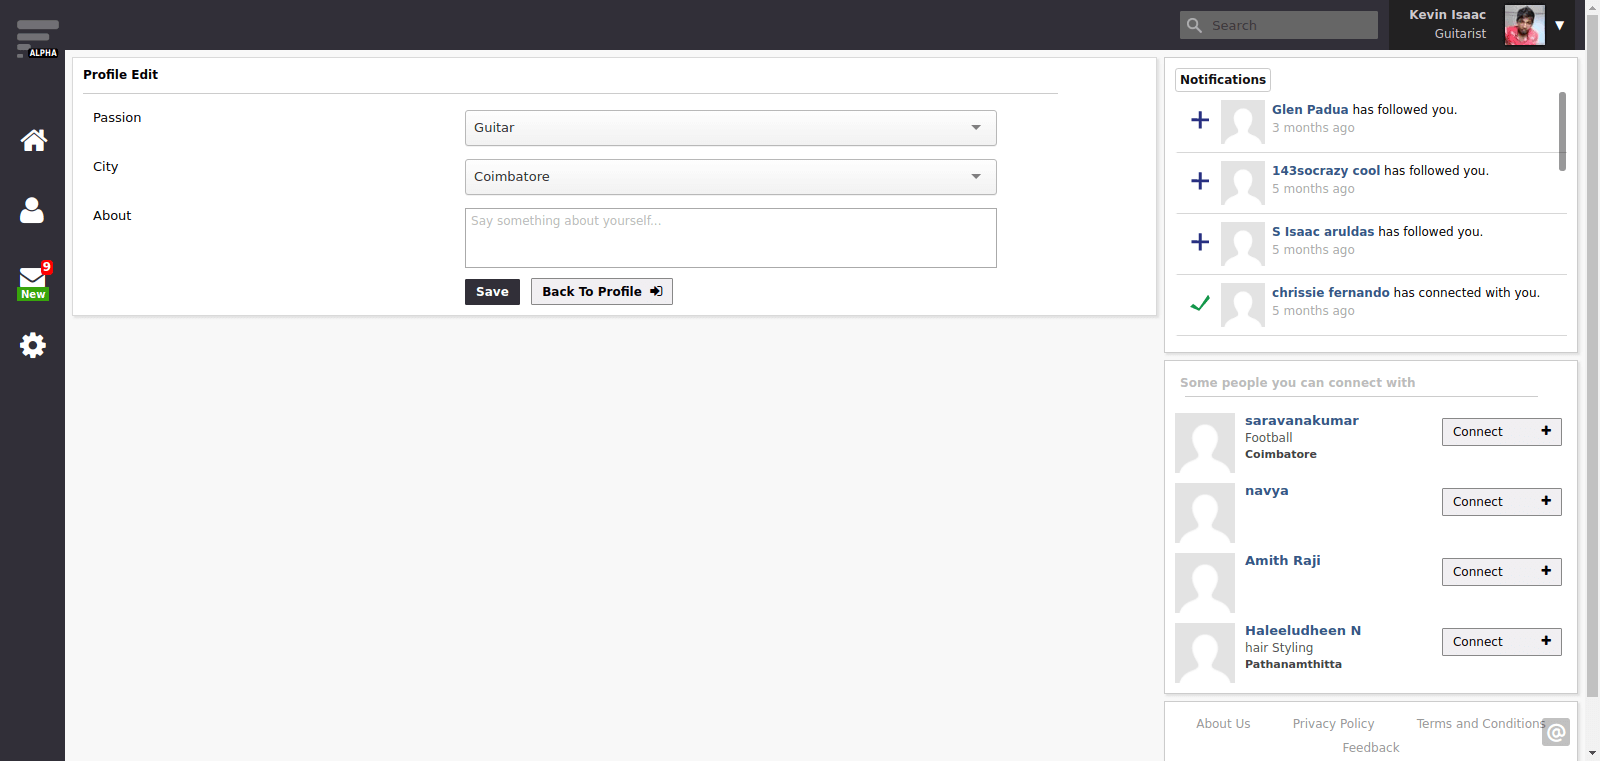 ALPHA
Search
Kevin Isaac
Guitarist
9
New
Profile Edit
Passion
Guitar
City
Coimbatore
About
Say something about yourself...
Save
Back To Profile
Notifications
Glen Padua has followed you.
3 months ago
143socrazy cool has followed you.
5 months ago
S Isaac aruldas has followed you.
5 months ago
chrissie fernando has connected with you.
5 months ago
Some people you can connect with
saravanakumar
Football
Coimbatore
Connect
navya
Connect
Amith Raji
Connect
Haleeludheen N
hair Styling
Pathanamthitta
Connect
About Us Privacy Policy Terms and Conditions
@
Feedback